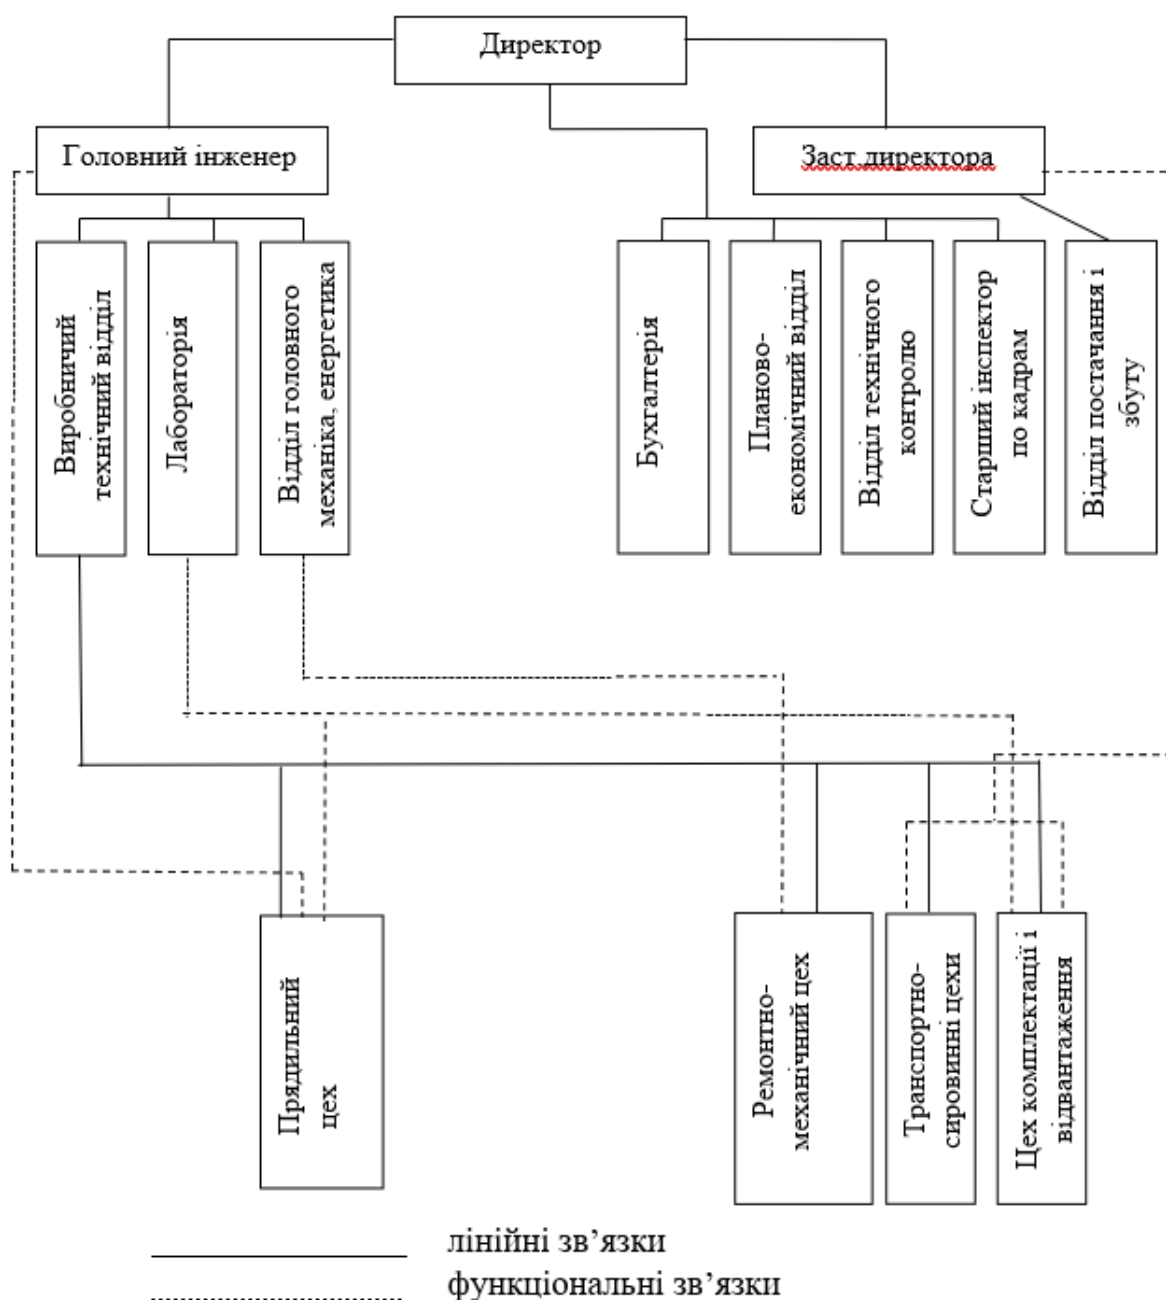 Директор
Головний інженер
Заст.директора
Виробничий
технічний відділ
Лабораторія
Відділ головного
механіка, енергетика
Бухгалтерія
Планово-
економічний відділ
Відділ технічного
контролю
Старший інспектор
по кадрам
Відділ постачання і
збуту
Прядильний
цех
Ремонтно-
механічний цех
Транспортно-
сировинні цехи
Цех комплектації і
відвантаження
лінійні зв’язки
функціональні зв’язки